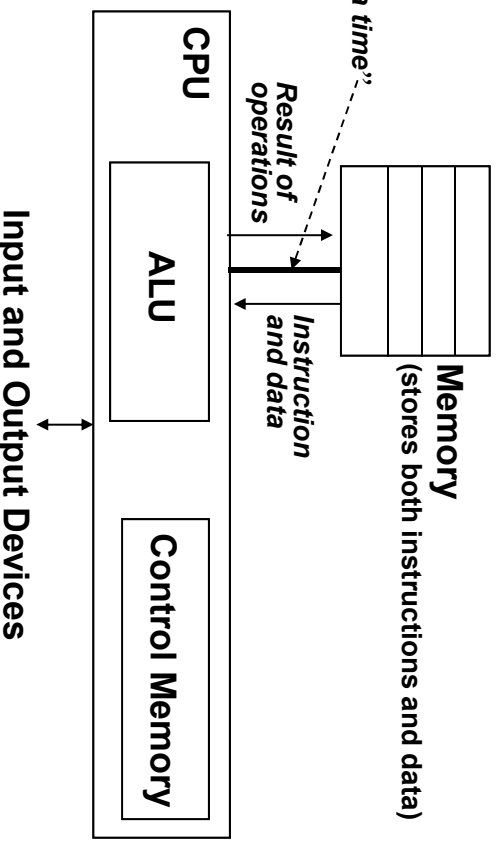 time”
Memory
(stores both instructions and data)
Result of
operations
Instruction
and data
CPU
ALU
Control Memory
Input and Output Devices